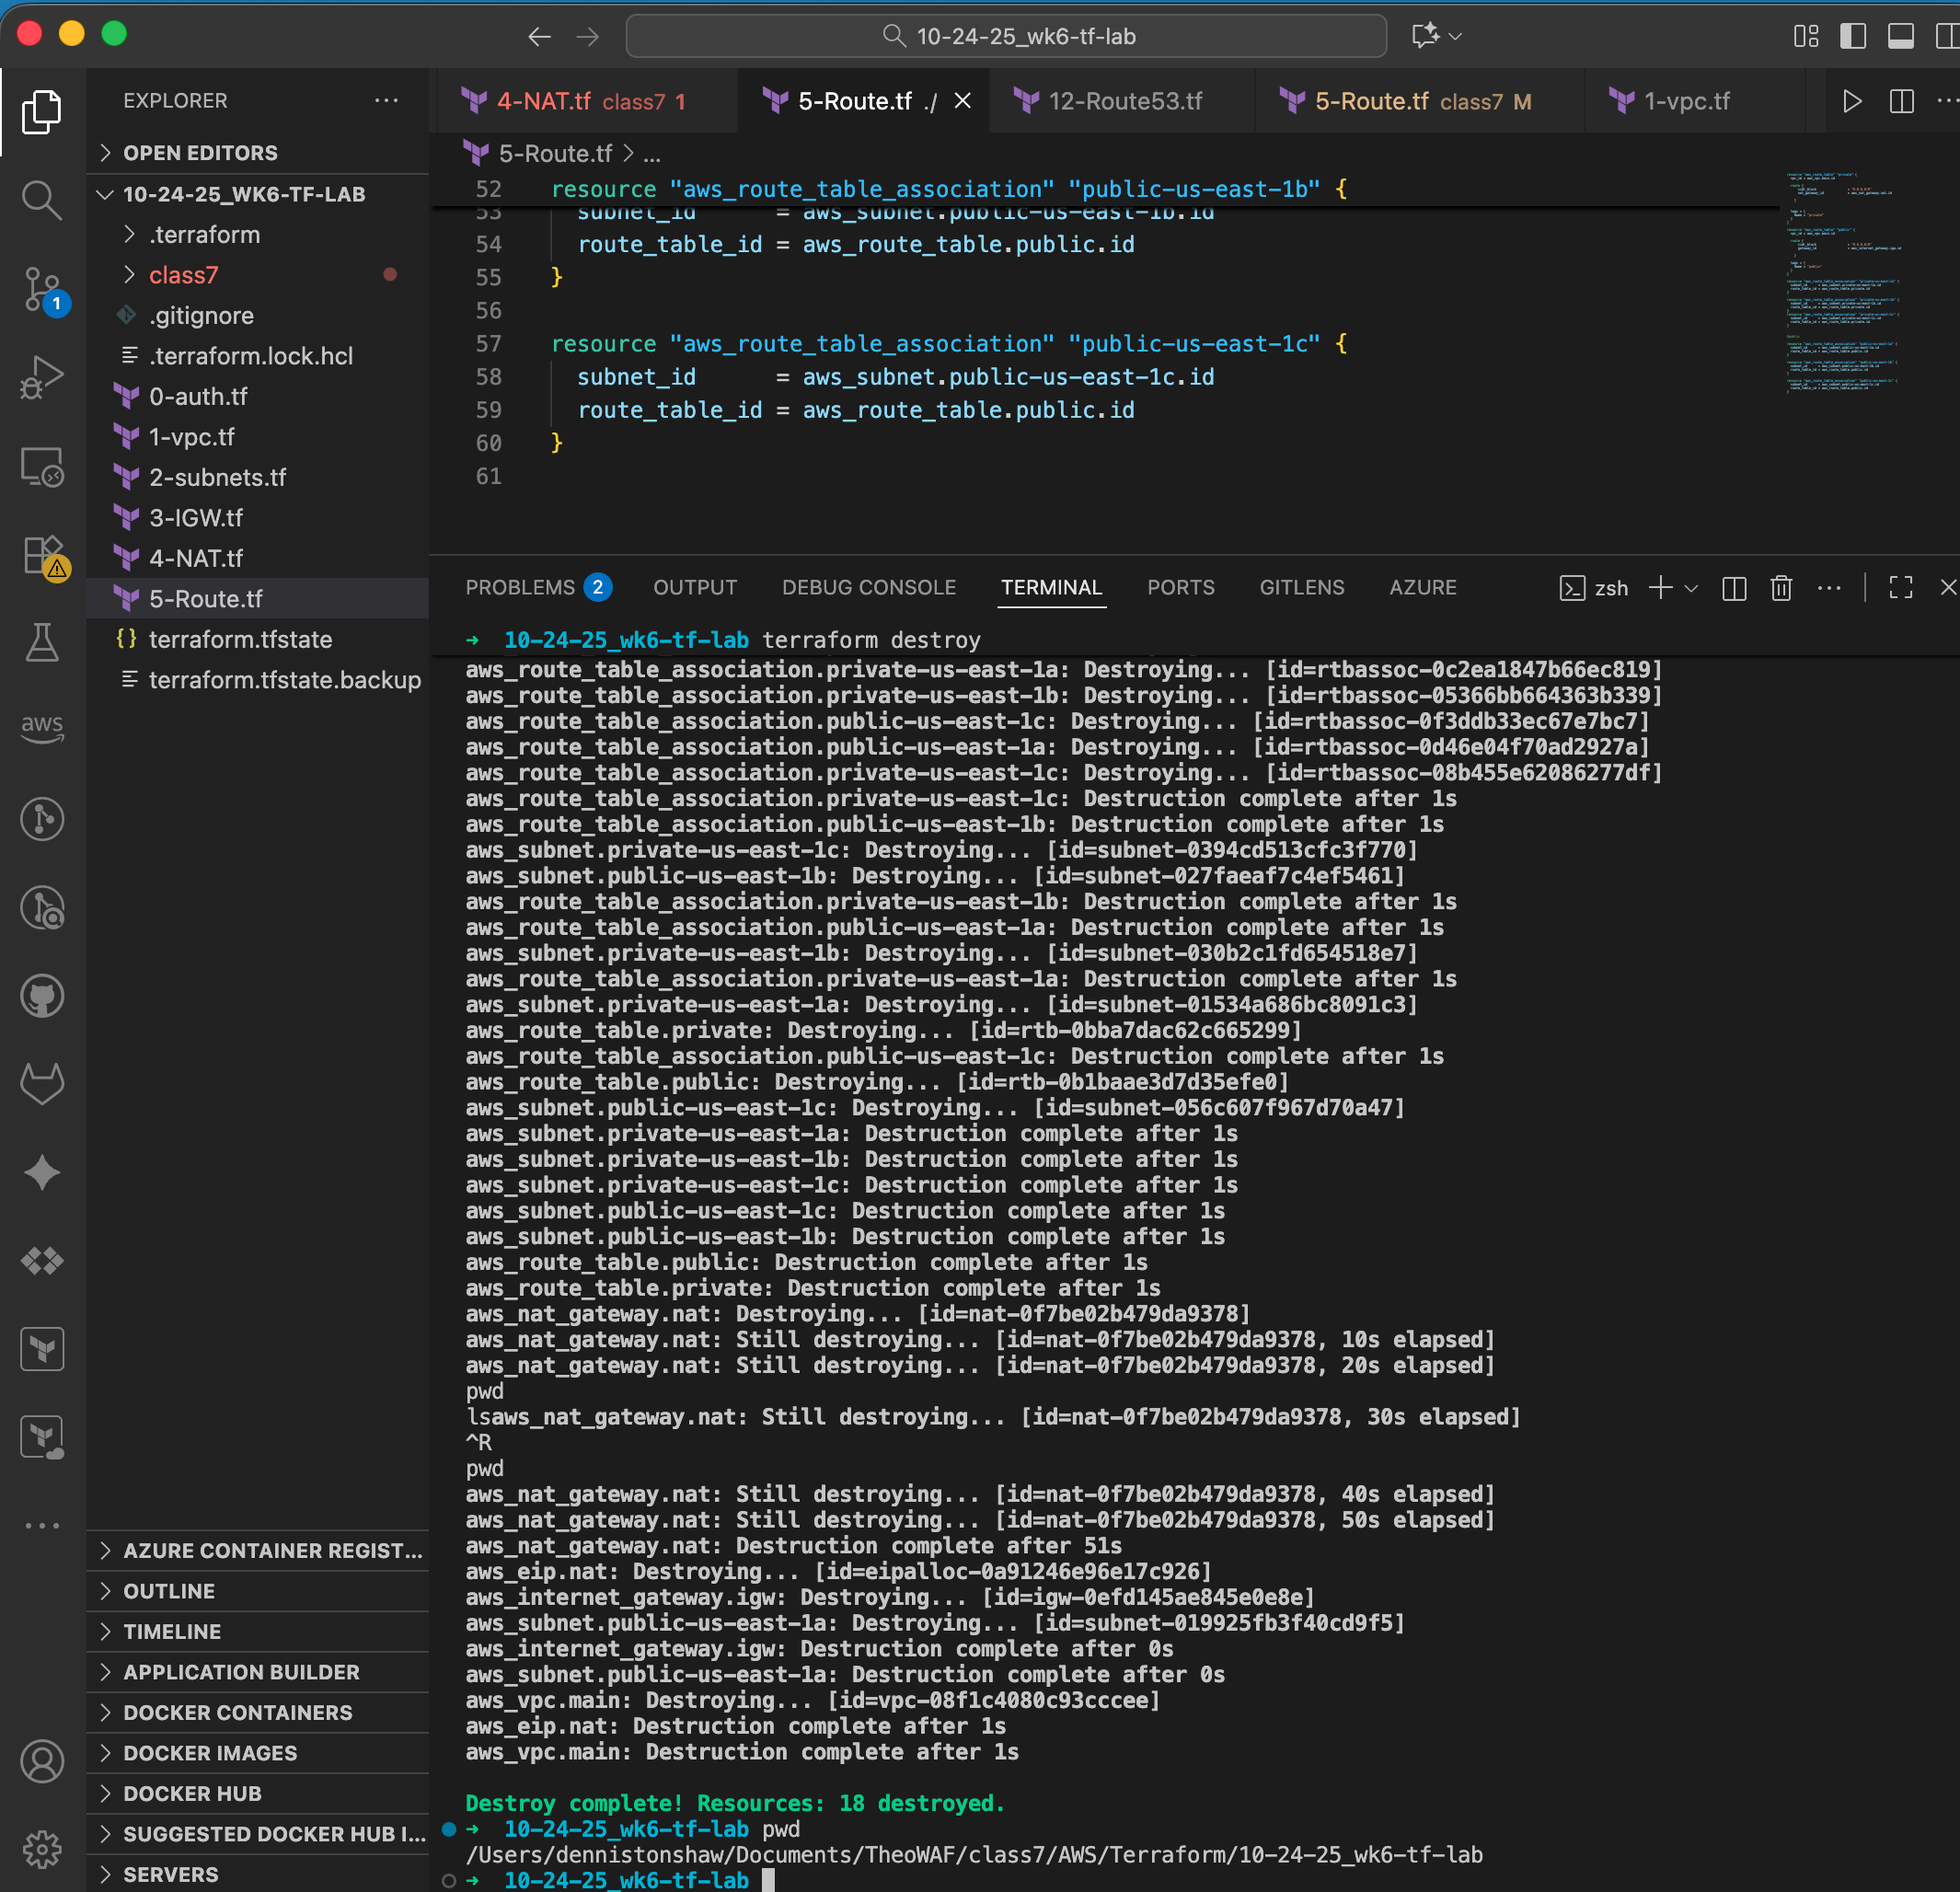 10-24-25_wk6-tf-lab
EXPLORER
OPEN EDITORS
10-24-25_WK6-TF-LAB
.terraform
class7
.gitignore
.terraform.lock.hcl
0-auth.tf
1-vpc.tf
2-subnets.tf
3-IGW.tf
4-NAT.tf
5-Route.tf
{} terraform.tfstate
terraform.tfstate.backup
1
aws
AZURE CONTAINER REGIST...
OUTLINE
TIMELINE
APPLICATION BUILDER
DOCKER CONTAINERS
DOCKER IMAGES
DOCKER HUB
SUGGESTED DOCKER HUB I...
SERVERS
4-NAT.tf class7 1
5-Route.tf ./
12-Route53.tf
5-Route.tf class7 M
1-vpc.tf
5-Route.tf > ...
52 resource "aws_route_table_association" "public-us-east-1b" {
53 subnet_id = aws_subnet.public-us-east-1b.id
54 route_table_id = aws_route_table.public.id
55 }
56
57 resource "aws_route_table_association" "public-us-east-1c" {
58 subnet_id = aws_subnet.public-us-east-1c.id
59 route_table_id = aws_route_table.public.id
60 }
61
PROBLEMS 2 OUTPUT DEBUG CONSOLE TERMINAL PORTS GITLENS AZURE zsh
➜ 10-24-25_wk6-tf-lab terraform destroy
aws_route_table_association.private-us-east-1a: Destroying... [id=rtbassoc-0c2ea1847b66ec819]
aws_route_table_association.private-us-east-1b: Destroying... [id=rtbassoc-05366bb664363b339]
aws_route_table_association.public-us-east-1c: Destroying... [id=rtbassoc-0f3ddb33ec67e7bc7]
aws_route_table_association.public-us-east-1a: Destroying... [id=rtbassoc-0d46e04f70ad2927a]
aws_route_table_association.private-us-east-1c: Destroying... [id=rtbassoc-08b455e62086277df]
aws_route_table_association.private-us-east-1c: Destruction complete after 1s
aws_route_table_association.public-us-east-1b: Destruction complete after 1s
aws_subnet.private-us-east-1c: Destroying... [id=subnet-0394cd513cfc3f770]
aws_subnet.public-us-east-1b: Destroying... [id=subnet-027faeaf7c4ef5461]
aws_route_table_association.private-us-east-1b: Destruction complete after 1s
aws_route_table_association.public-us-east-1a: Destruction complete after 1s
aws_subnet.private-us-east-1b: Destroying... [id=subnet-030b2c1fd654518e7]
aws_route_table_association.private-us-east-1a: Destruction complete after 1s
aws_subnet.private-us-east-1a: Destroying... [id=subnet-01534a686bc8091c3]
aws_route_table.private: Destroying... [id=rtb-0bba7dac62c665299]
aws_route_table_association.public-us-east-1c: Destruction complete after 1s
aws_route_table.public: Destroying... [id=rtb-0b1baae3d7d35efe0]
aws_subnet.public-us-east-1c: Destroying... [id=subnet-056c607f967d70a47]
aws_subnet.private-us-east-1a: Destruction complete after 1s
aws_subnet.private-us-east-1b: Destruction complete after 1s
aws_subnet.private-us-east-1c: Destruction complete after 1s
aws_subnet.public-us-east-1c: Destruction complete after 1s
aws_subnet.public-us-east-1b: Destruction complete after 1s
aws_route_table.public: Destruction complete after 1s
aws_route_table.private: Destruction complete after 1s
aws_nat_gateway.nat: Destroying... [id=nat-0f7be02b479da9378]
aws_nat_gateway.nat: Still destroying... [id=nat-0f7be02b479da9378, 10s elapsed]
aws_nat_gateway.nat: Still destroying... [id=nat-0f7be02b479da9378, 20s elapsed]
pwd
lsaws_nat_gateway.nat: Still destroying... [id=nat-0f7be02b479da9378, 30s elapsed]
^R
pwd
aws_nat_gateway.nat: Still destroying... [id=nat-0f7be02b479da9378, 40s elapsed]
aws_nat_gateway.nat: Still destroying... [id=nat-0f7be02b479da9378, 50s elapsed]
aws_nat_gateway.nat: Destruction complete after 51s
aws_eip.nat: Destroying... [id=eipalloc-0a91246e96e17c926]
aws_internet_gateway.igw: Destroying... [id=igw-0efd145ae845e0e8e]
aws_subnet.public-us-east-1a: Destroying... [id=subnet-019925fb3f40cd9f5]
aws_internet_gateway.igw: Destruction complete after 0s
aws_subnet.public-us-east-1a: Destruction complete after 0s
aws_vpc.main: Destroying... [id=vpc-08f1c4080c93cccee]
aws_eip.nat: Destruction complete after 1s
aws_vpc.main: Destruction complete after 1s
Destroy complete! Resources: 18 destroyed.
➜ 10-24-25_wk6-tf-lab pwd
/Users/dennistonshaw/Documents/TheoWAF/class7/AWS/Terraform/10-24-25_wk6-tf-lab
➜ 10-24-25_wk6-tf-lab